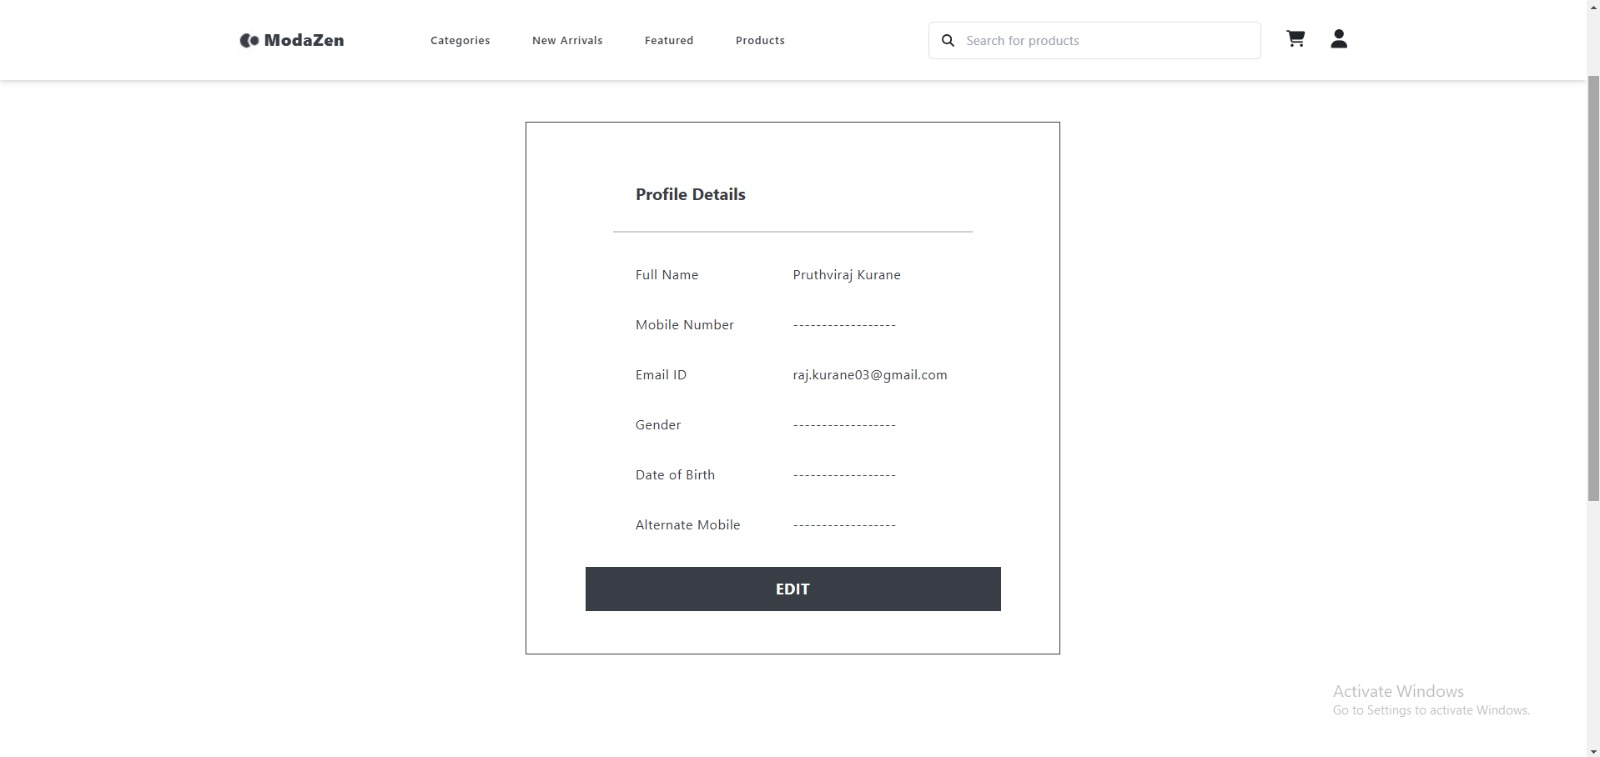 ModaZen Categories New Arrivals Featured Products Search for products
Profile Details
Full Name Pruthviraj Kurane
Mobile Number ------------------
Email ID raj.kurane03@gmail.com
Gender ------------------
Date of Birth ------------------
Alternate Mobile ------------------
EDIT
Activate Windows
Go to Settings to activate Windows.